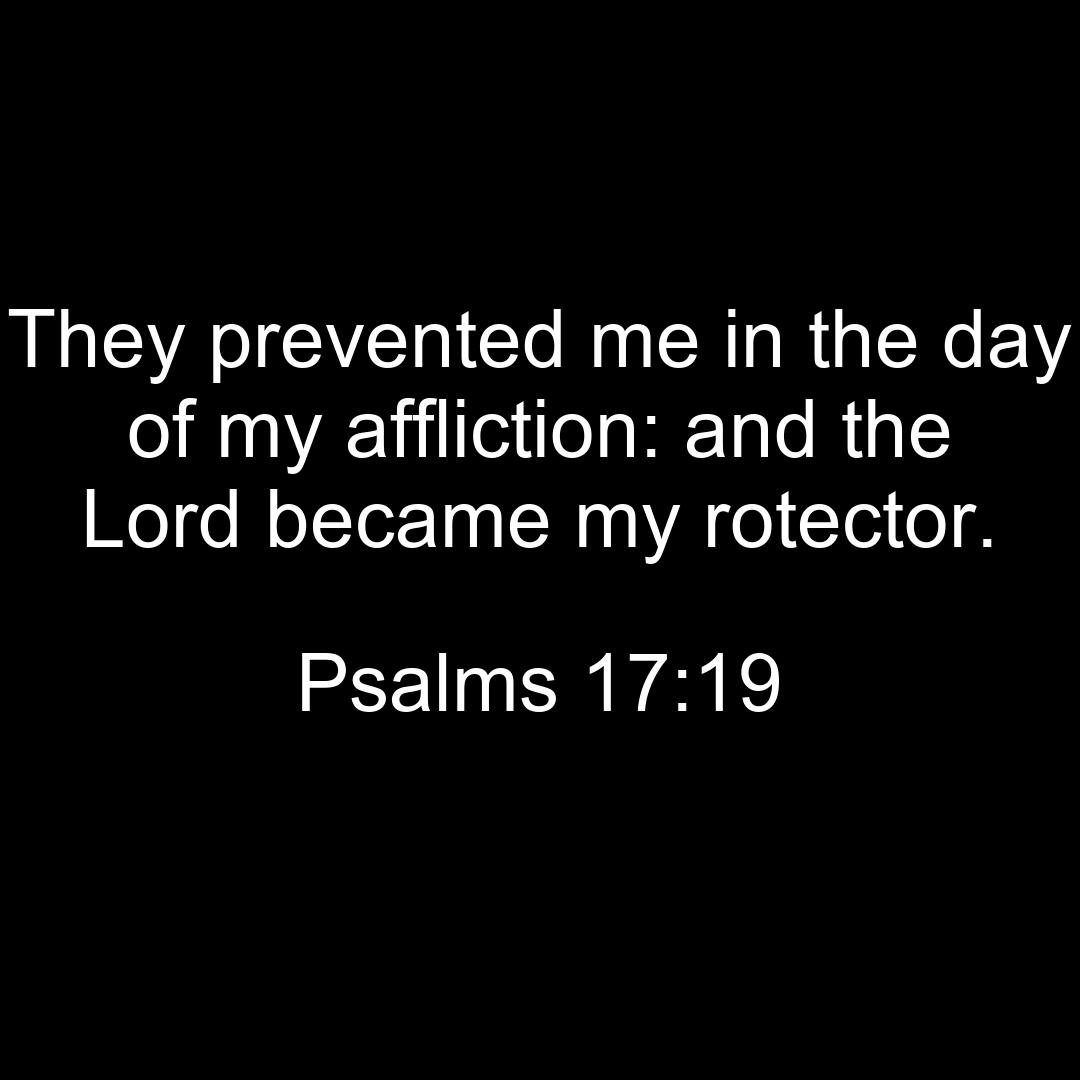 They prevented me in the day
of my affliction: and the
Lord became my rotector.
Psalms 17:19